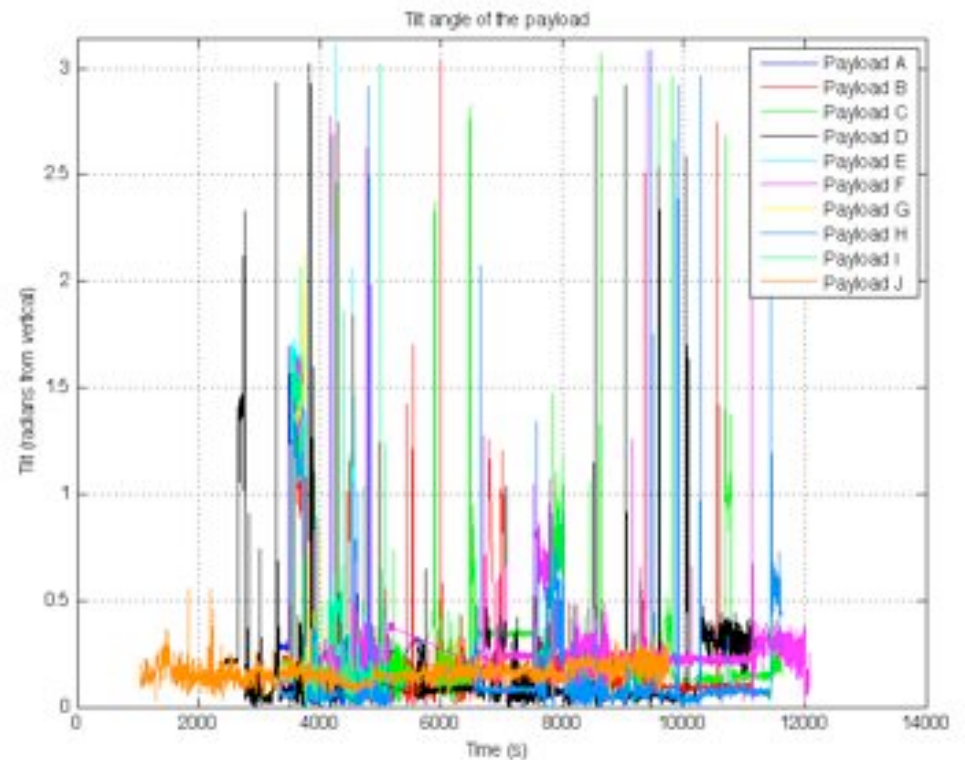 Tilt angle of the payload
Tilt (radians from vertical)
3
2.5
2
1.5
1
0.5
0
Payload A
Payload B
Payload C
Payload D
Payload E
Payload F
Payload G
Payload H
Payload I
Payload J
0 2000 4000 6000 8000 10000 12000 14000
Time (s)